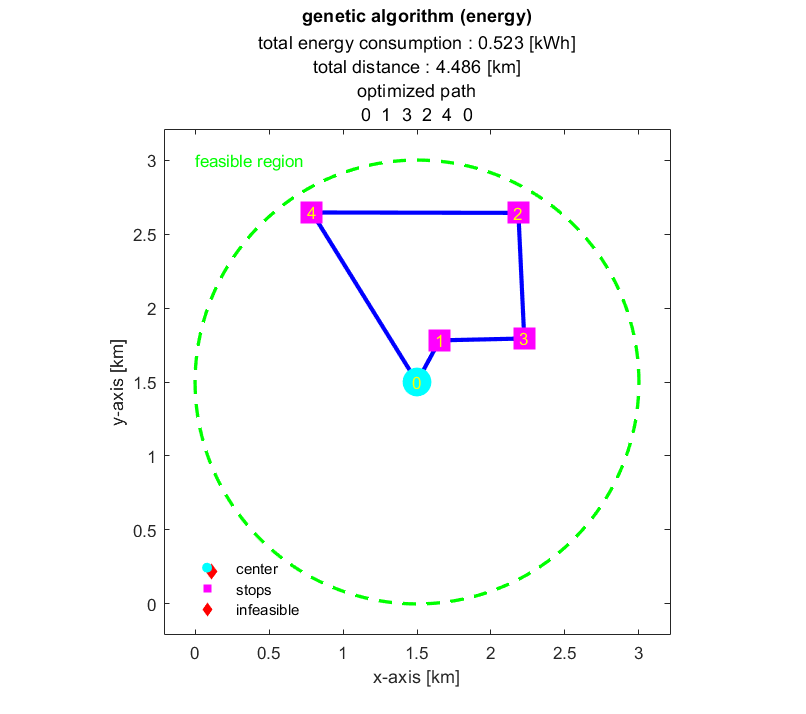 genetic algorithm (energy)
total energy consumption : 0.523 [kWh]
total distance : 4.486 [km]
optimized path
0 1 3 2 4 0
3
feasible region
4
2
2.5
2
1
3
1.5
0
y-axis [km]
1
0.5
center
stops
infeasible
0
0 0.5 1 1.5 2 2.5 3
x-axis [km]